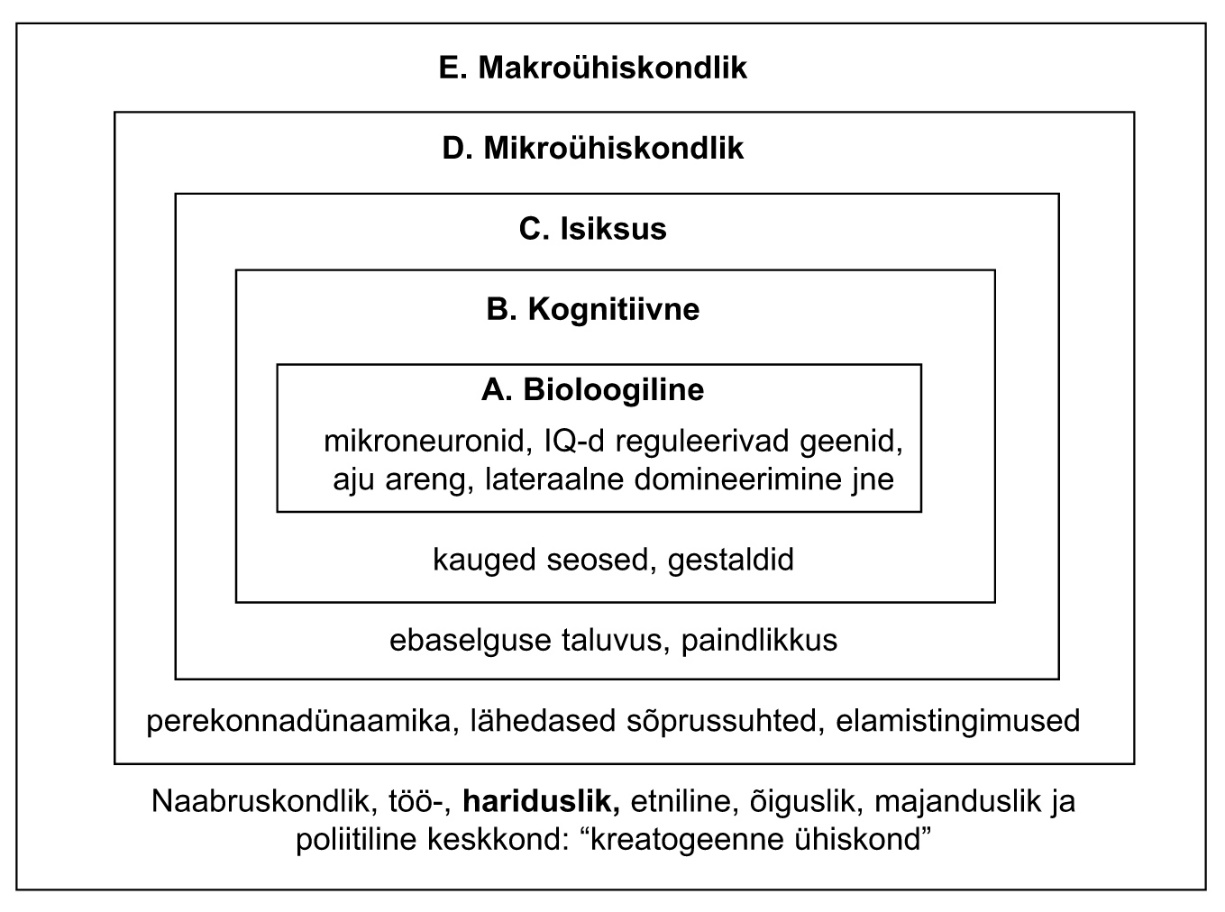 E. Makroühiskondlik
D. Mikroühiskondlik
C. Isiksus
B. Kognitiivne
A. Bioloogiline
mikroneuronid, IQ-d reguleerivad geenid,
aju areng, lateraalne domineerimine jne
kauged seosed, gestaldid
ebaselguse taluvus, paindlikkus
perekonnadünaamika, lähedased sõprussuhted, elamistingimused
Naabruskondlik, töö-, hariduslik, etniline, õiguslik, majanduslik ja
poliitiline keskkond: “kreatogeenne ühiskond”